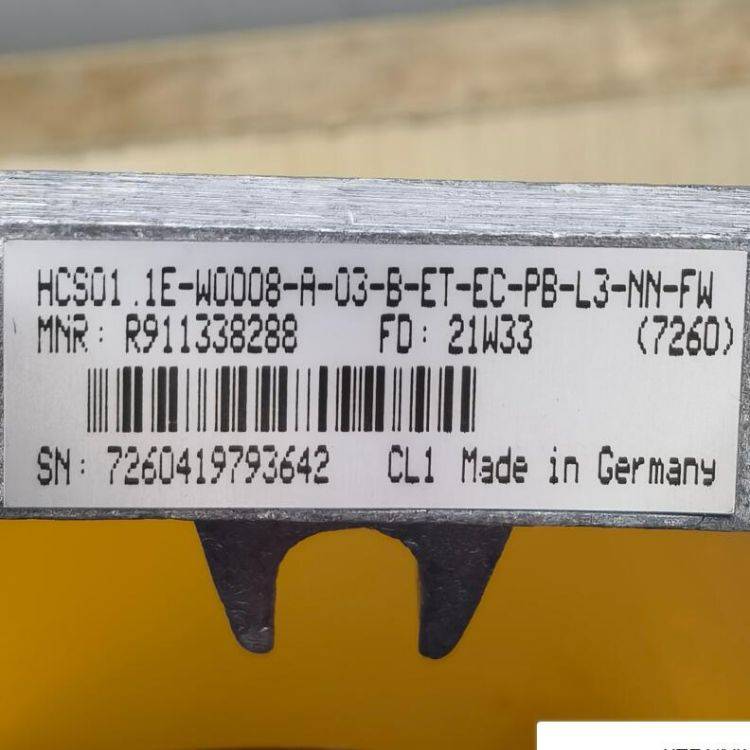 HCS01.1E-W0008-A-03-B-ET-EC-PB-L3-NN-FW
MNR: R911338288 FD: 21W33 (7260)
SN: 7260419793642 CL1 Made in Germany